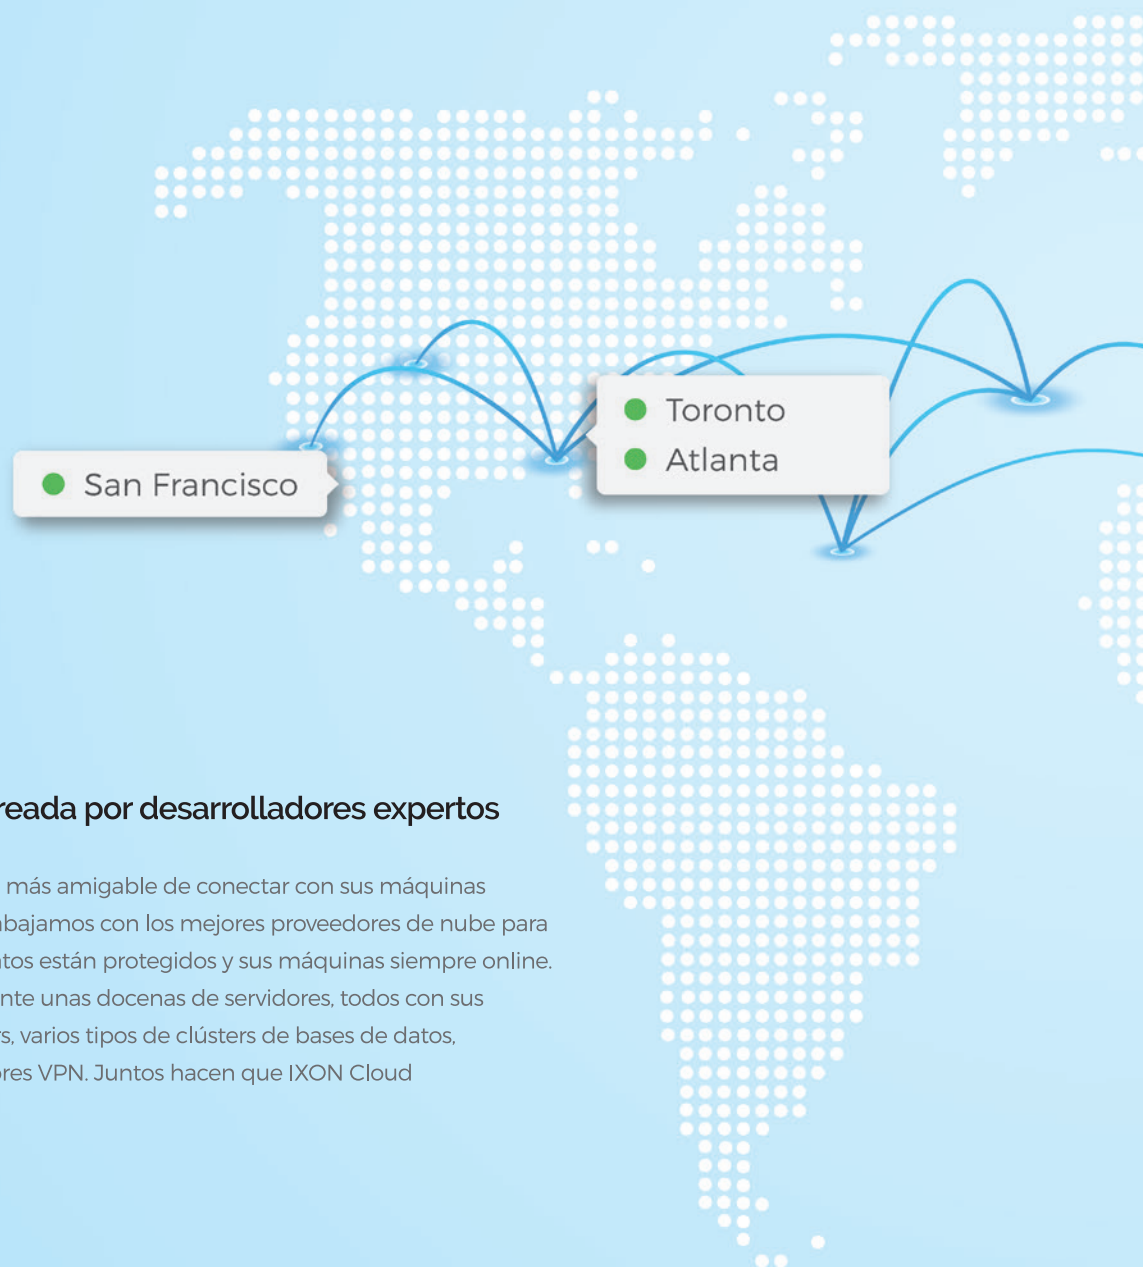 Toronto
Atlanta
San Francisco
reada por desarrolladores expertos
más amigable de conectar con sus máquinas
abajamos con los mejores proveedores de nube para
atos están protegidos y sus máquinas siempre online.
nte unas docenas de servidores, todos con sus
rs, varios tipos de clústers de bases de datos,
ores VPN. Juntos hacen que IXON Cloud